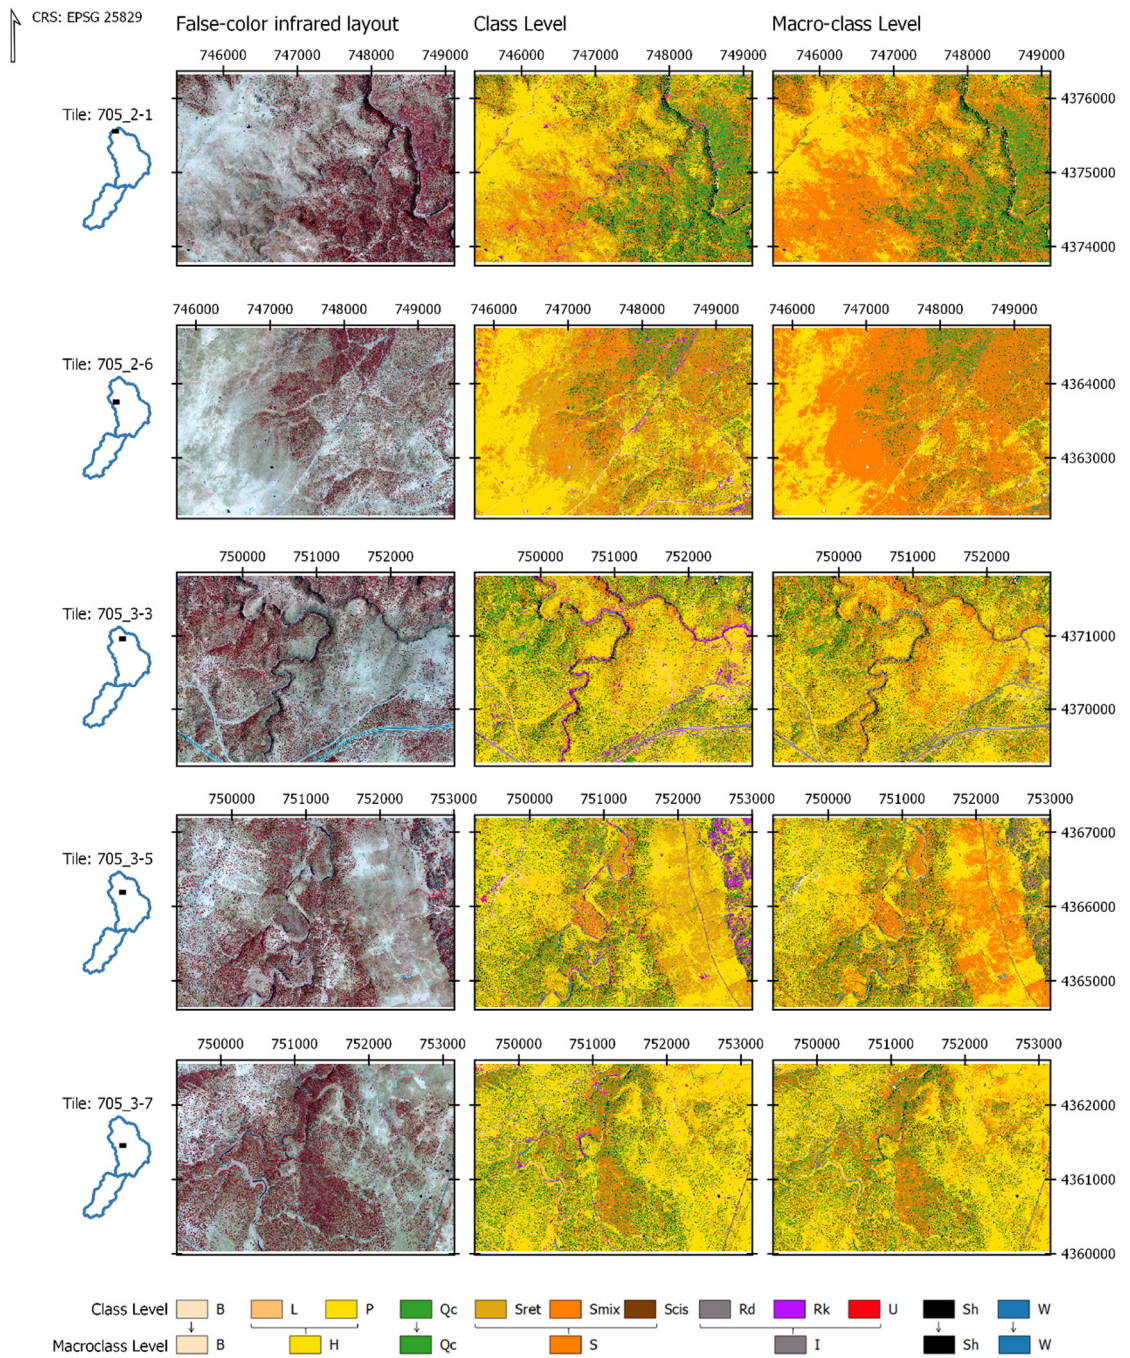 CRS: EPSG 25829
False-color infrared layout Class Level Macro-class Level
746000 747000 748000 749000 746000 747000 748000 749000 746000 747000 748000 749000
Tile: 705_2-1
4376000
4375000
4374000
746000 747000 748000 749000 746000 747000 748000 749000 746000 747000 748000 749000
Tile: 705_2-6
4364000
4363000
750000 751000 752000 750000 751000 752000 750000 751000 752000
Tile: 705_3-3
4371000
4370000
750000 751000 752000 753000 750000 751000 752000 753000 750000 751000 752000 753000
Tile: 705_3-5
4367000
4366000
4365000
750000 751000 752000 753000 750000 751000 752000 753000 750000 751000 752000 753000
Tile: 705_3-7
4362000
4361000
4360000
Class Level B L P Qc Sret Smix Scis Rd Rk U Sh W
Macroclass Level B H Qc S I Sh W